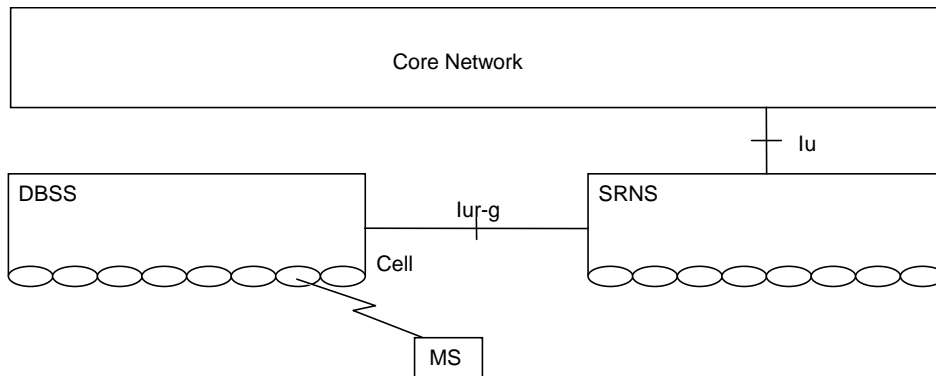 Core Network
Iu
DBSS
SRNS
Iur-g
Cell
MS